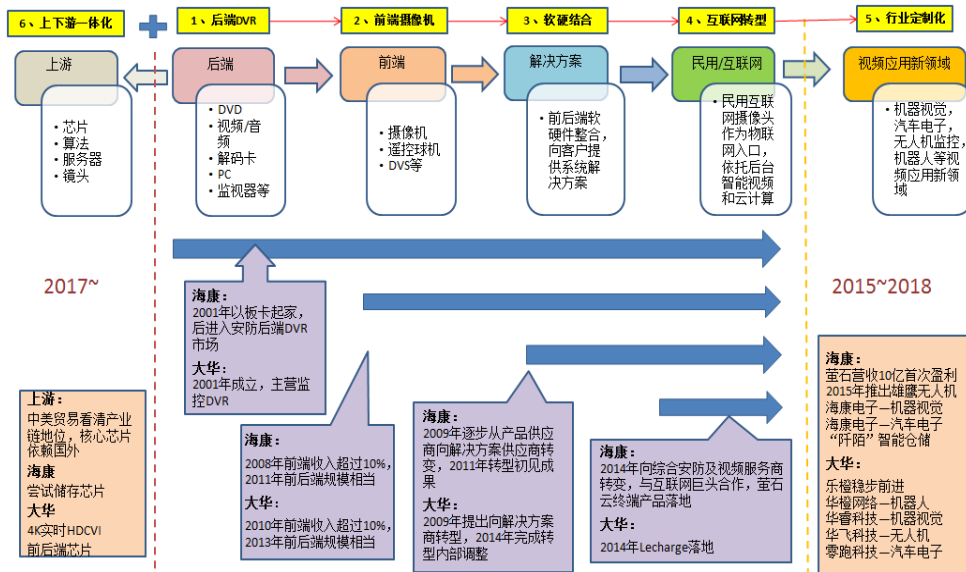 6、上下游一体化
1、后端DVR
2、前端摄像机
3、软硬结合
4、互联网转型
5、行业定制化
上游
后端
前端
解决方案
民用/互联网
视频应用新领域
・芯片
・算法
・服务器
・镜头
・DVD
・视频/音
频
・解码卡
・PC
・监视器等
・摄像机
・遥控球机
・DVS等
・前后端软
硬件整合，
向客户提
供系统解
决方案
・民用互联
网摄像头
作为物联
网入口，
依托后台
智能视频
和云计算
・机器视觉，
汽车电子，
无人机监控，
机器人等视
频应用新领
域
2017~
2015~2018
海康：
2001年以板卡起家，
后进入安防后端DVR
市场
大华：
2001年成立，主营监
控DVR
海康：
2008年前端收入超过10%，
2011年前后端规模相当
大华：
2010年前端收入超过10%，
2013年前后端规模相当
海康：
2009年逐步从产品供应
商向解决方案供应商转
变，2011年转型初见成
果
大华：
2009年提出向解决方案
商转型，2014年完成转
型内部调整
海康：
2014年向综合安防及视频服务商
转变，与互联网巨头合作，萤石
云终端产品落地
大华：
2014年Lecharge落地
上游：
中美贸易看清产业
链地位，核心芯片
依赖国外
海康
尝试储存芯片
大华
4K实时HDCVI
前后端芯片
海康：
萤石营收10亿首次盈利
2015年推出雄鹰无人机
海康电子—机器视觉
海康电子—汽车电子
“阡陌”智能仓储
大华：
乐橙稳步前进
华橙网络—机器人
华睿科技—机器视觉
华飞科技—无人机
零跑科技—汽车电子